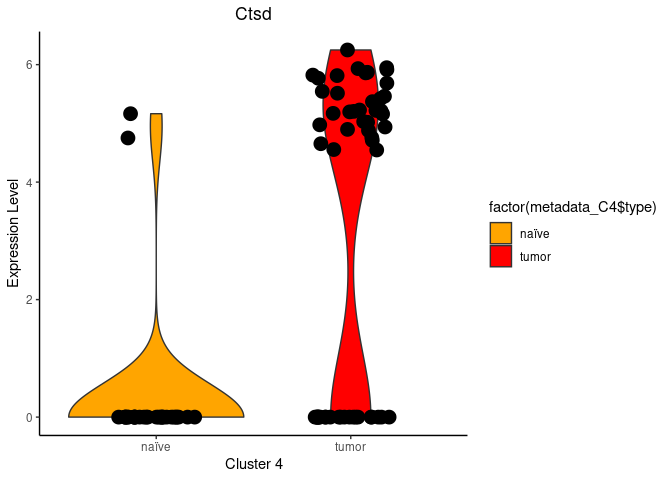 Ctsd
Expression Level
6
4
2
0
naïve
tumor
Cluster 4
factor(metadata_C4$type)
naïve
tumor